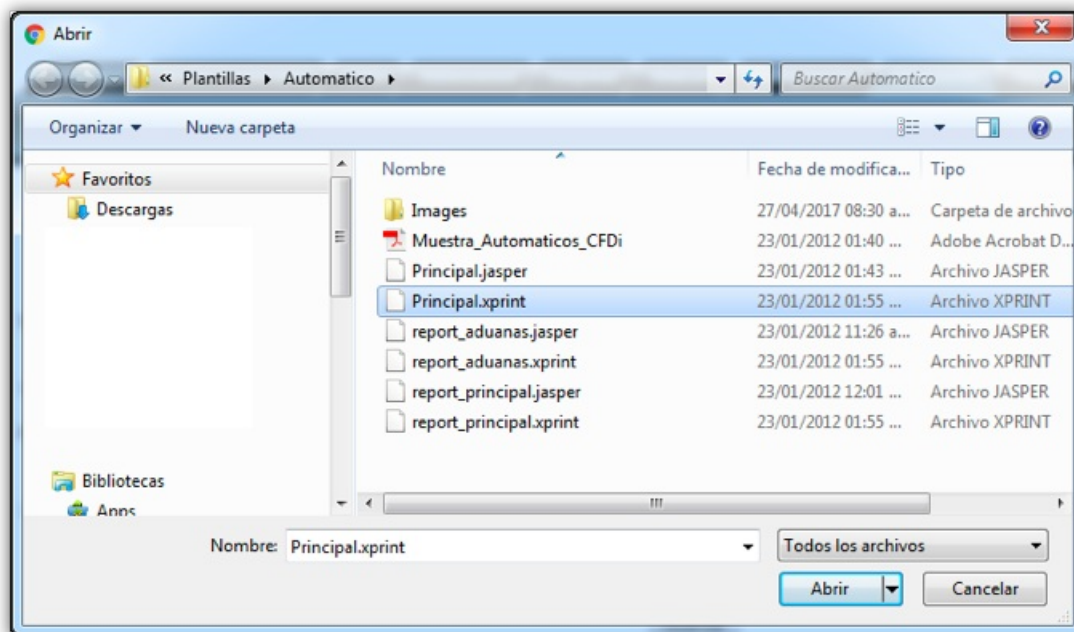 Abrir
« Plantillas Automatico
Buscar Automatico
Organizar Nueva carpeta
Favoritos
Descargas
Bibliotecas
Apps
Nombre Fecha de modifica... Tipo
Images 27/04/2017 08:30 a... Carpeta de archivo
Muestra_Automaticos_CFDi 23/01/2012 01:40 ... Adobe Acrobat D...
Principal.jasper 23/01/2012 01:43 ... Archivo JASPER
Principal.xprint 23/01/2012 01:55 ... Archivo XPRINT
report_aduanas.jasper 23/01/2012 11:26 a... Archivo JASPER
report_aduanas.xprint 23/01/2012 01:55 ... Archivo XPRINT
report_principal.jasper 23/01/2012 12:01 ... Archivo JASPER
report_principal.xprint 23/01/2012 01:55 ... Archivo XPRINT
Nombre: Principal.xprint Todos los archivos
Abrir Cancelar